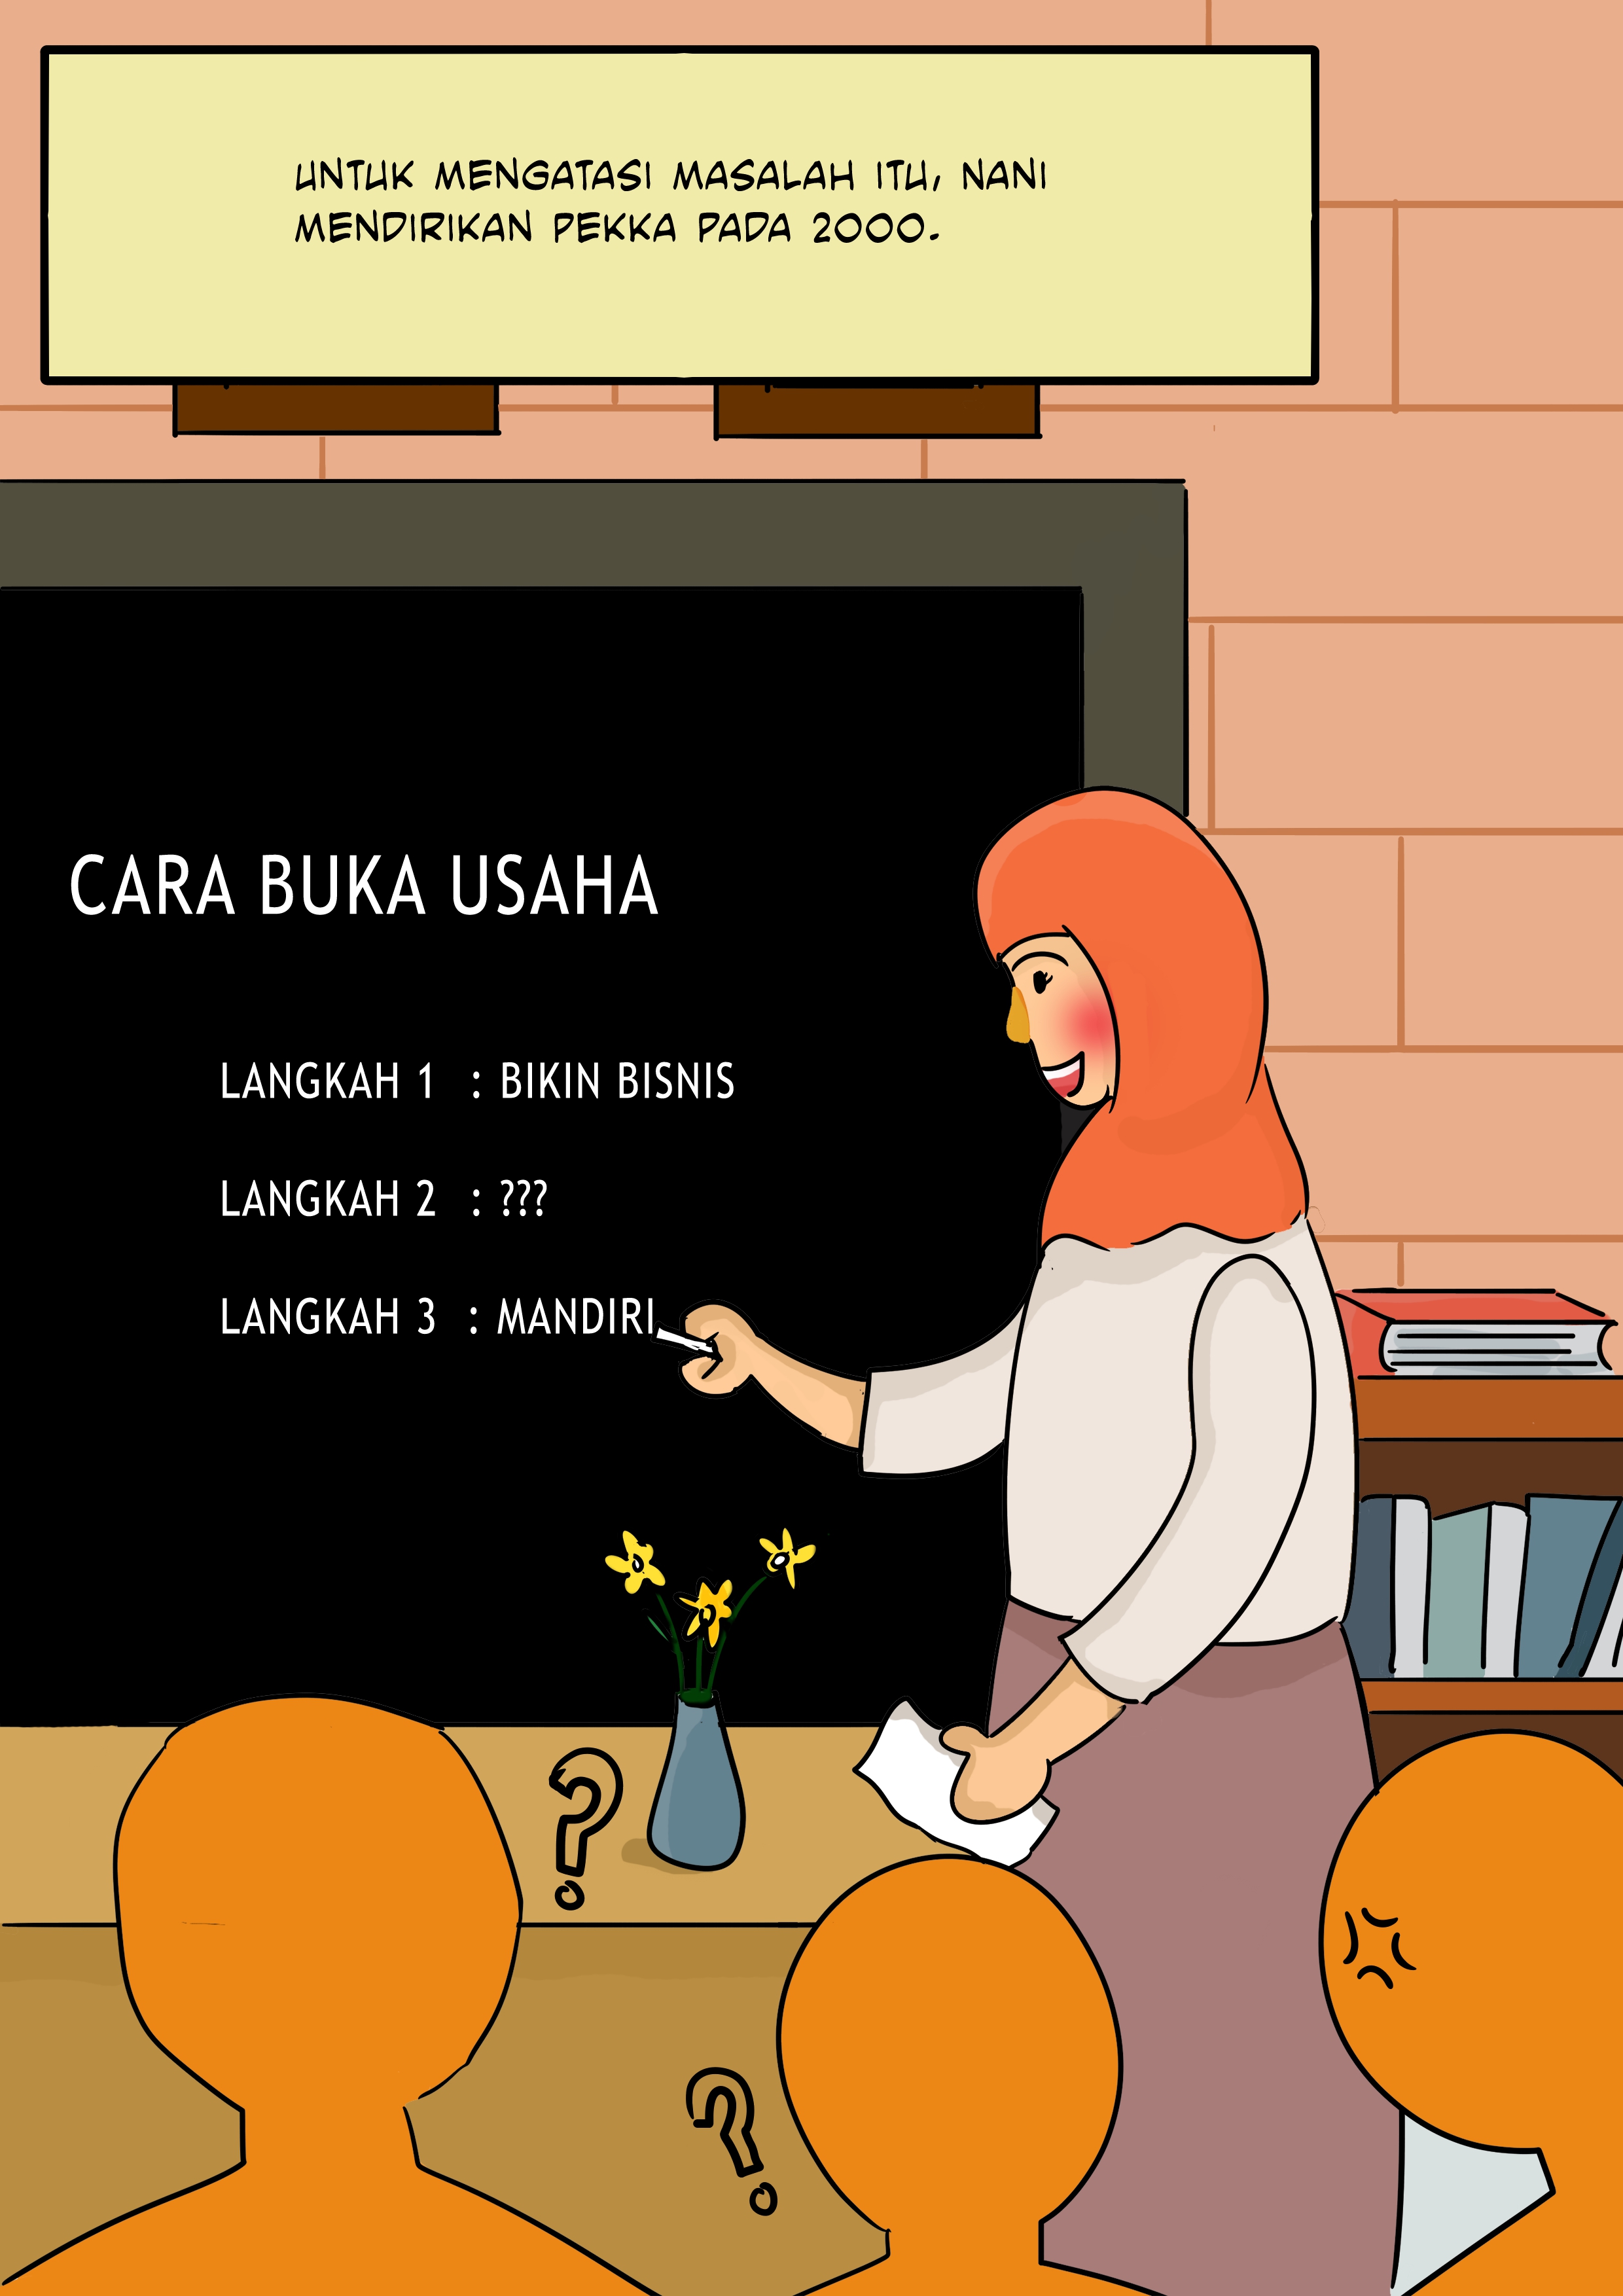 UNTUK MENGATASI MASALAH ITU, NANI
MENDIRIKAN PEKKA PADA 2000.
CARA BUKA USAHA
LANGKAH 1 : BIKIN BISNIS
LANGKAH 2 : ???
LANGKAH 3 : MANDIRI
?
?